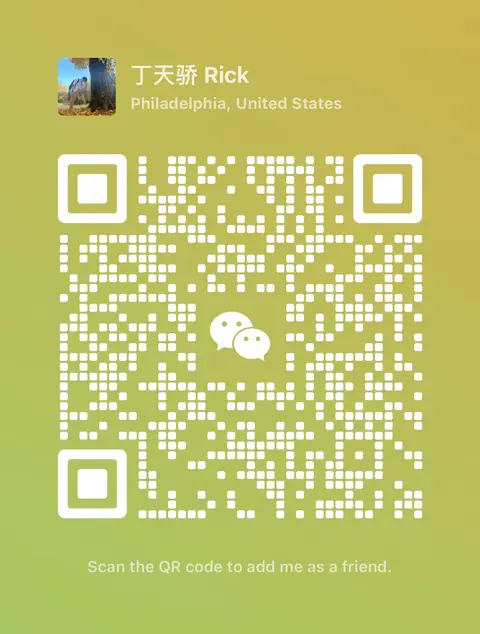 丁天骄 Rick
Philadelphia, United States
Scan the QR code to add me as a friend.